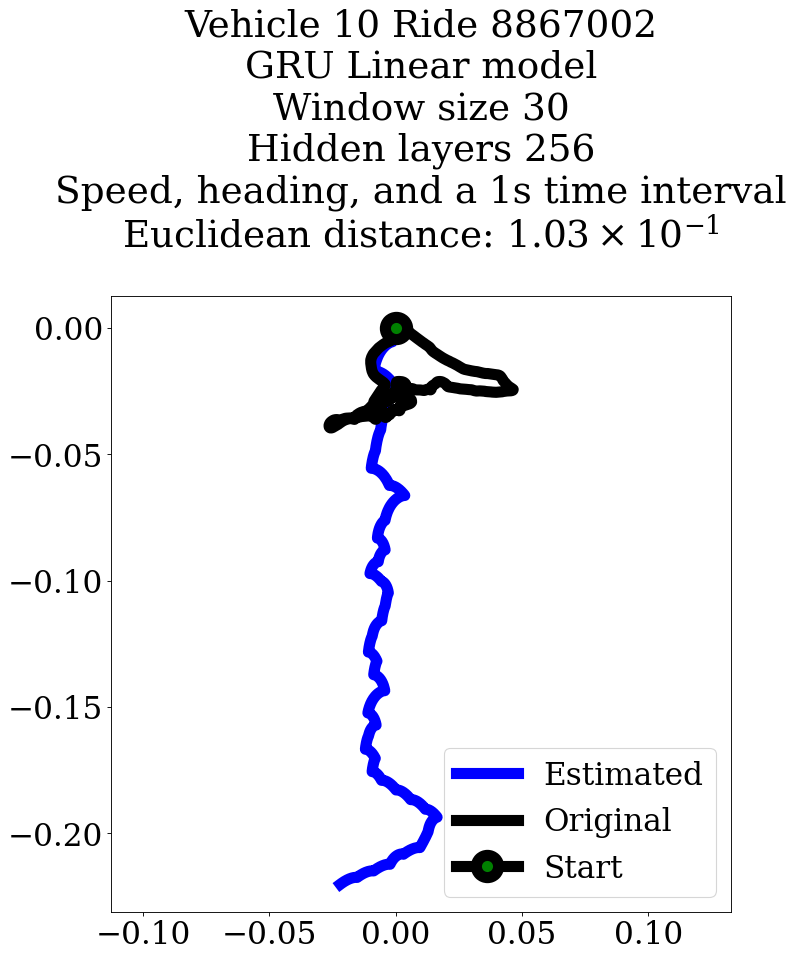 Vehicle 10 Ride 8867002
GRU Linear model
Window size 30
Hidden layers 256
Speed, heading, and a 1s time interval
Euclidean distance: 1.03 × 10⁻¹
0.00
−0.05
−0.10
−0.15
−0.20
Estimated
Original
Start
−0.10 −0.05 0.00 0.05 0.10